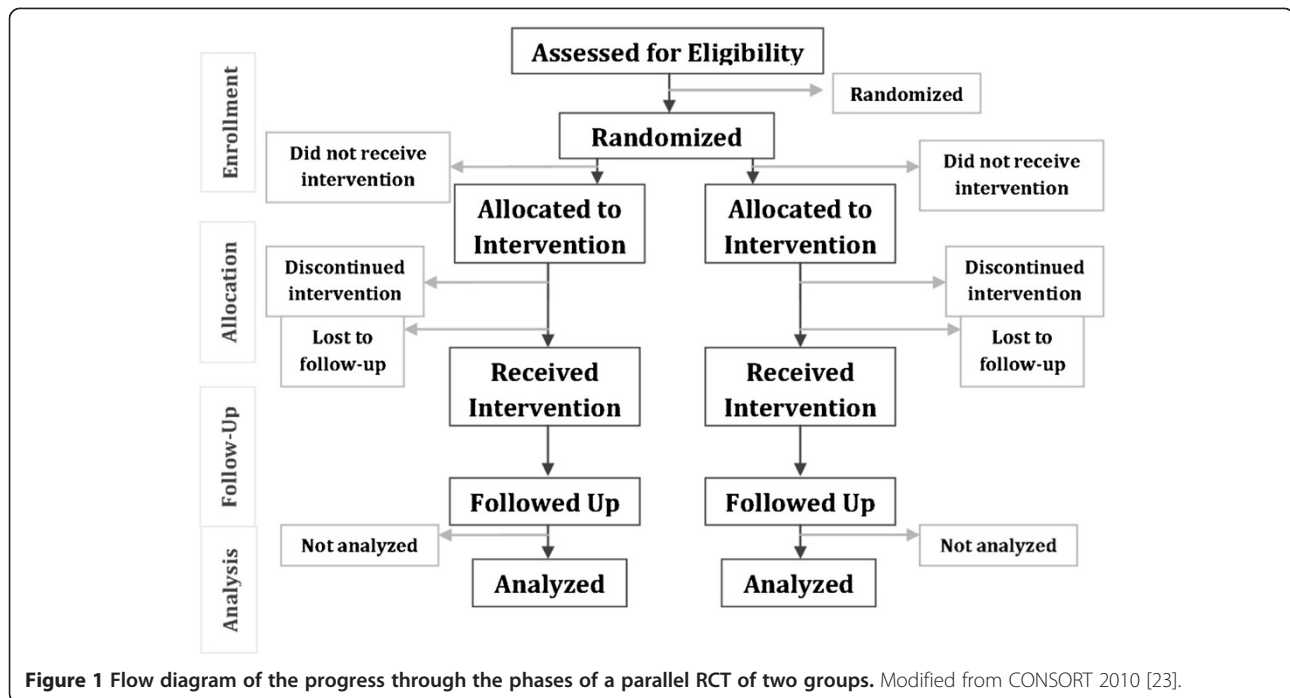 Assessed for Eligibility
Randomized
Enrollment
Randomized
Did not receive
intervention
Did not receive
intervention
Allocated to
Intervention
Allocated to
Intervention
Allocation
Discontinued
intervention
Discontinued
intervention
Lost to
follow-up
Lost to
follow-up
Received
Intervention
Received
Intervention
Follow-Up
Followed Up
Followed Up
Not analyzed
Not analyzed
Analysis
Analyzed
Analyzed
Figure 1 Flow diagram of the progress through the phases of a parallel RCT of two groups. Modified from CONSORT 2010 [23].